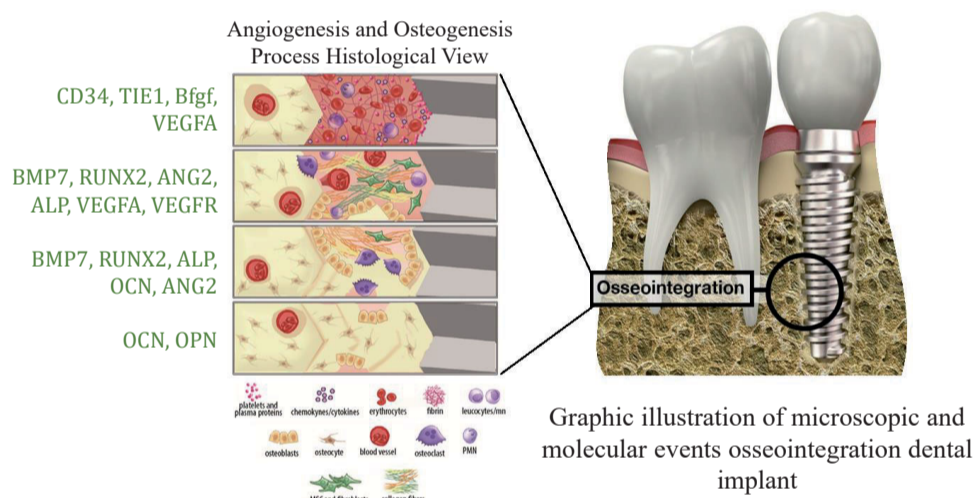 Angiogenesis and Osteogenesis
Process Histological View
CD34, TIE1, Bfgf,
VEGFA
BMP7, RUNX2, ANG2,
ALP, VEGFA, VEGFR
BMP7, RUNX2, ALP,
OCN, ANG2
OCN, OPN
Osseointegration
platelets and
plasma proteins
chemokynes/cytokines
erythrocytes
fibrin
leucocytes/mn
osteoblasts
osteocyte
blood vessel
osteoclast
PMN
Graphic illustration of microscopic and
molecular events osseointegration dental
implant